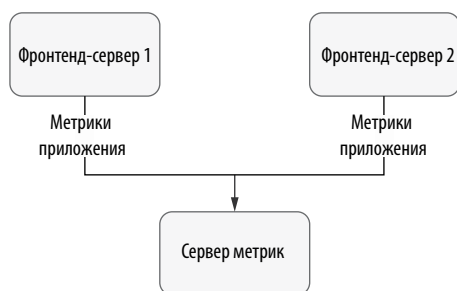 Фронтенд-сервер 1
Фронтенд-сервер 2
Метрики
приложения
Метрики
приложения
Сервер метрик